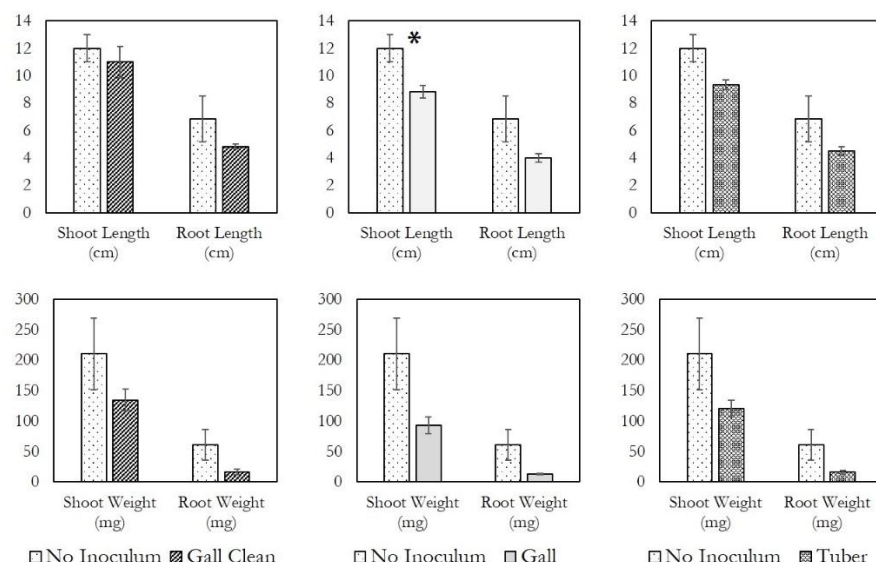 14
12
10
8
6
4
2
0
Shoot Length
(cm)
Root Length
(cm)
14
12
10
8
6
4
2
0
*
Shoot Length
(cm)
Root Length
(cm)
14
12
10
8
6
4
2
0
Shoot Length
(cm)
Root Length
(cm)
300
250
200
150
100
50
0
Shoot Weight
(mg)
Root Weight
(mg)
No Inoculum Gall Clean
300
250
200
150
100
50
0
Shoot Weight
(mg)
Root Weight
(mg)
No Inoculum Gall
300
250
200
150
100
50
0
Shoot Weight
(mg)
Root Weight
(mg)
No Inoculum Tuber